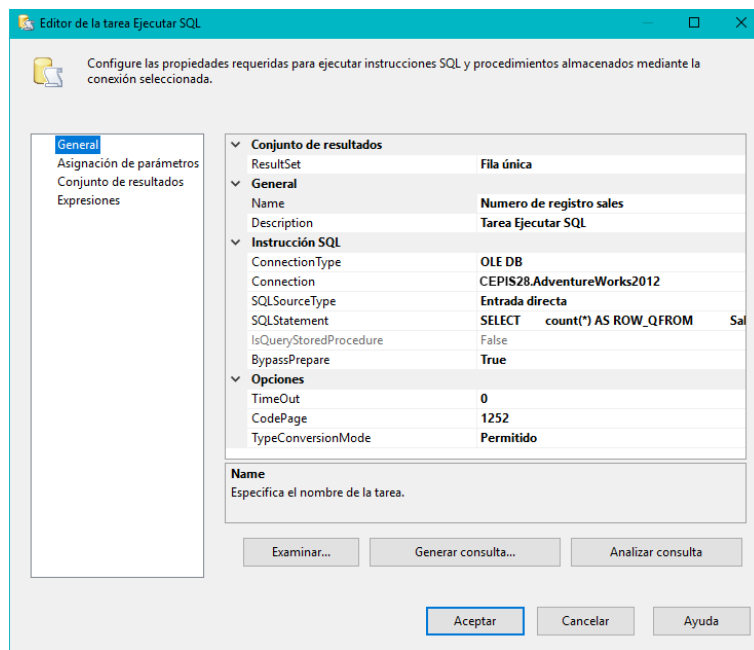 Editor de la tarea Ejecutar SQL
Configure las propiedades requeridas para ejecutar instrucciones SQL y procedimientos almacenados mediante la
conexión seleccionada.
General
Asignación de parámetros
Conjunto de resultados
Expresiones
Conjunto de resultados
ResultSet Fila única
General
Name Numero de registro sales
Description Tarea Ejecutar SQL
Instrucción SQL
ConnectionType OLE DB
Connection CEPIS28.AdventureWorks2012
SQLSourceType Entrada directa
SQLStatement SELECT count(*) AS ROW_QFROM Sal
IsQueryStoredProcedure False
BypassPrepare True
Opciones
TimeOut 0
CodePage 1252
TypeConversionMode Permitido
Name
Especifica el nombre de la tarea.
Examinar... Generar consulta... Analizar consulta
Aceptar Cancelar Ayuda